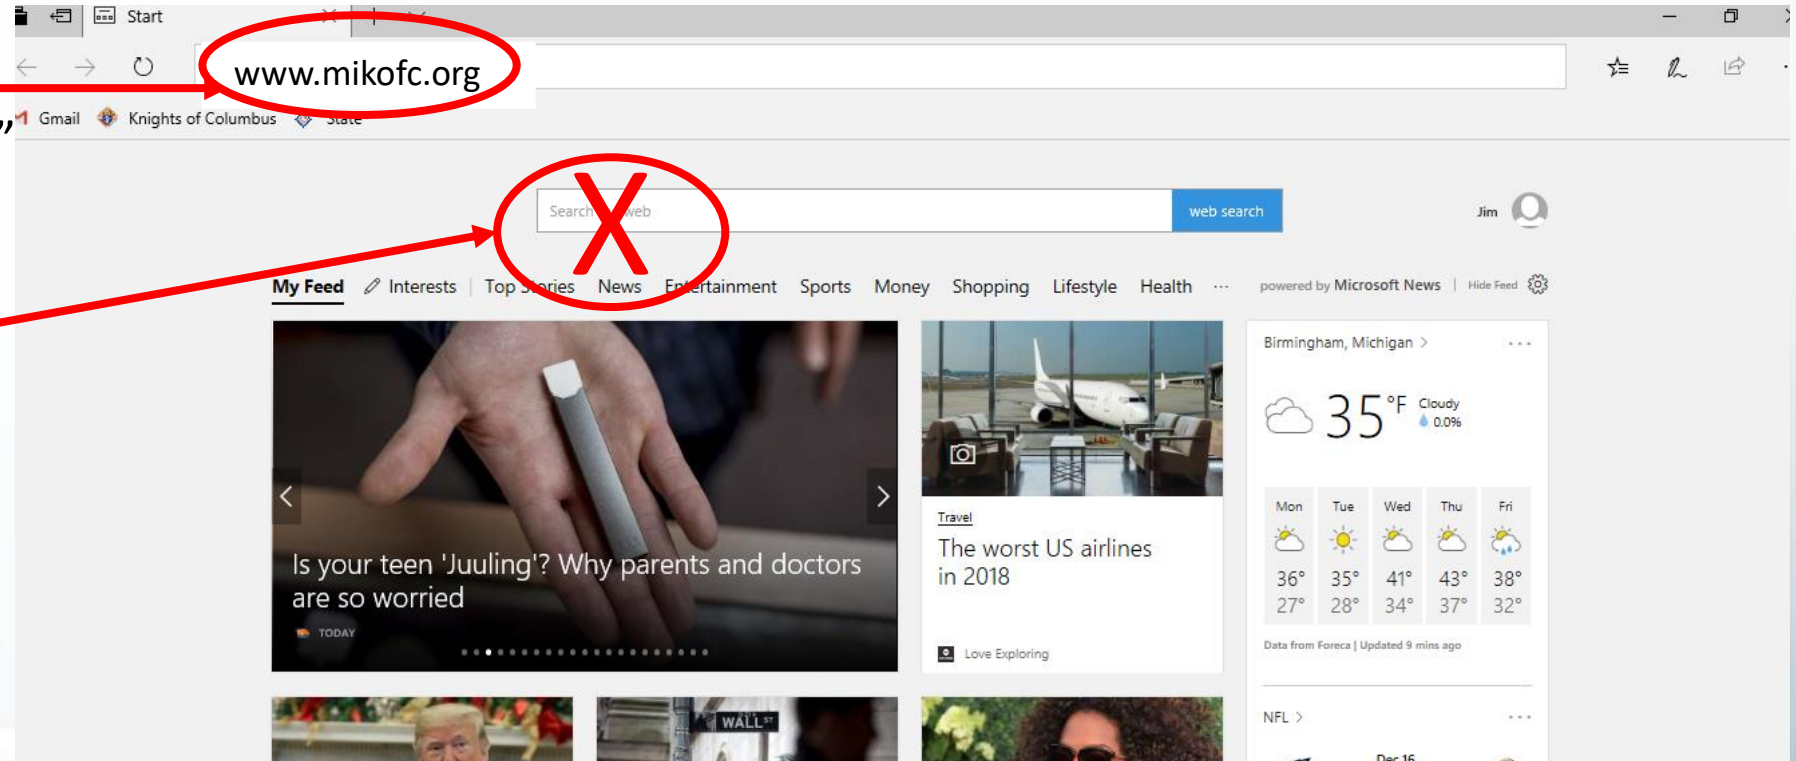 Start
www.mikofc.org
”
Gmail Knights of Columbus State
Search web
web search
Jim
X
My Feed Interests | Top Stories News Entertainment Sports Money Shopping Lifestyle Health ...
powered by Microsoft News | Hide Feed
Is your teen 'Juuling'? Why parents and doctors
are so worried
TODAY
Travel
The worst US airlines
in 2018
Love Exploring
Birmingham, Michigan >
35°F Cloudy
0.0%
Mon Tue Wed Thu Fri
36° 35° 41° 43° 38°
27° 28° 34° 37° 32°
Data from Foreca | Updated 9 mins ago
WALL ST
NFL >
Dec 16